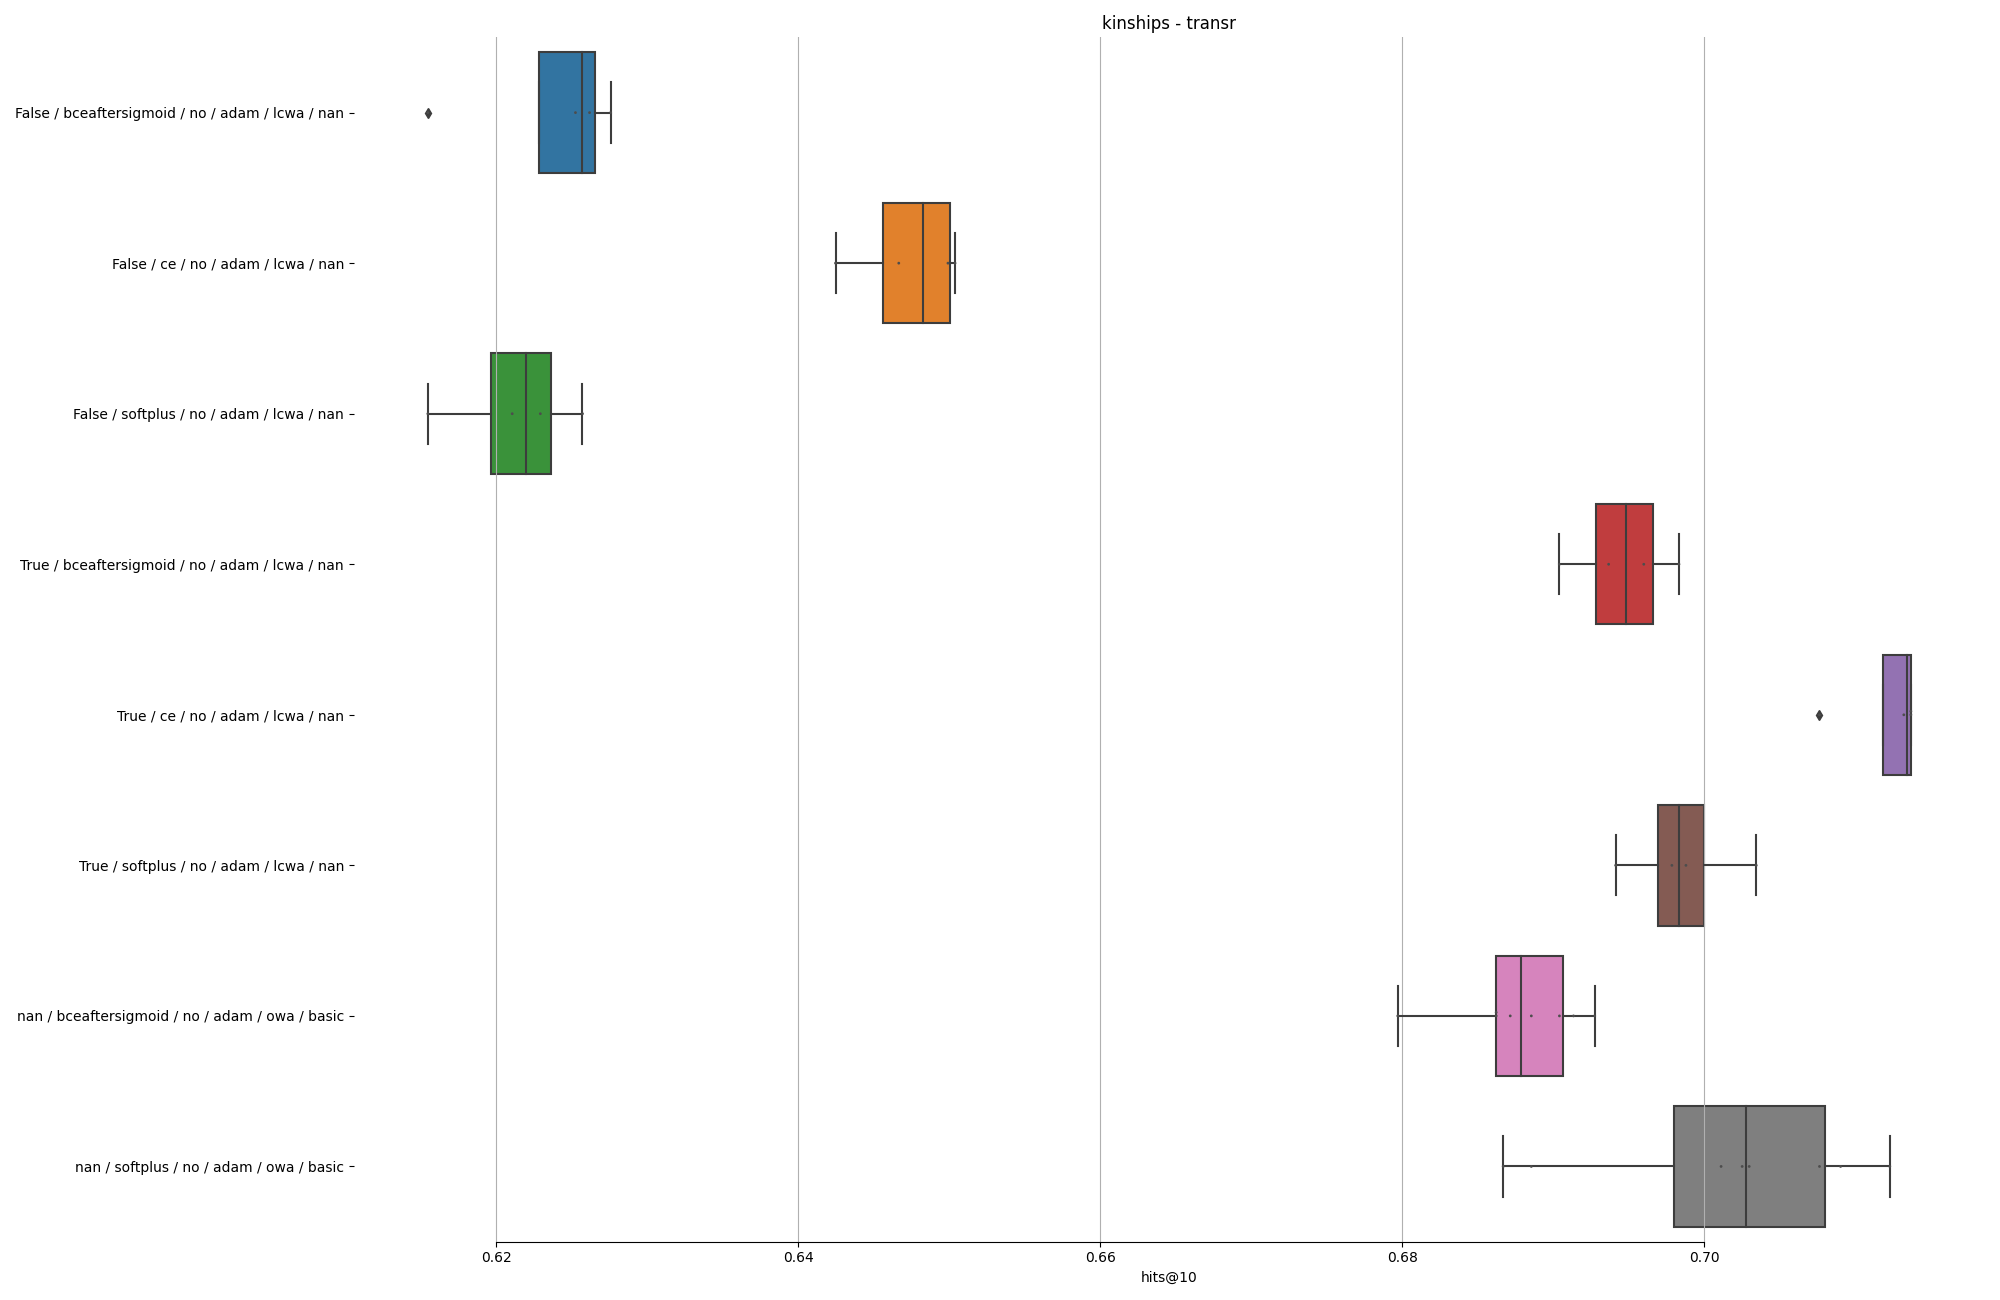 kinships - transr
False / bceaftersigmoid / no / adam / lcwa / nan
False / ce / no / adam / lcwa / nan
False / softplus / no / adam / lcwa / nan
True / bceaftersigmoid / no / adam / lcwa / nan
True / ce / no / adam / lcwa / nan
True / softplus / no / adam / lcwa / nan
nan / bceaftersigmoid / no / adam / owa / basic
nan / softplus / no / adam / owa / basic
0.62 0.64 0.66 0.68 0.70
hits@10